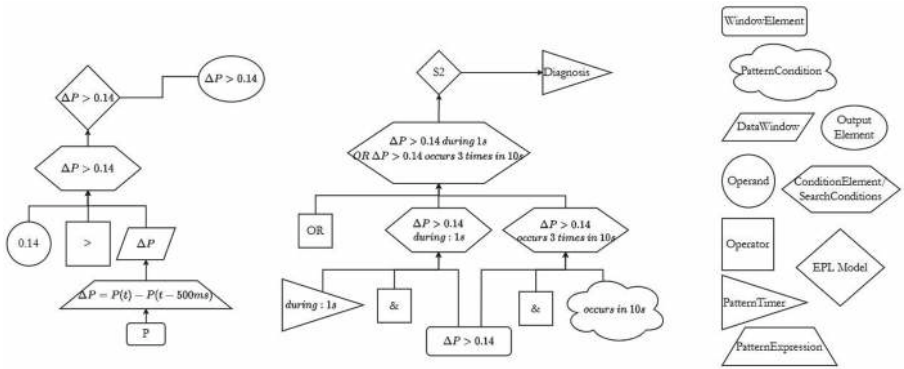 ΔP > 0.14
ΔP > 0.14
ΔP > 0.14
0.14
>
ΔP
ΔP = P(t) − P(t − 500ms)
P
S2
Diagnosis
ΔP > 0.14 during 1s
OR ΔP > 0.14 occurs 3 times in 10s
OR
ΔP > 0.14
during : 1s
ΔP > 0.14
occurs 3 times in 10s
during : 1s
&
&
occurs in 10s
ΔP > 0.14
WindowElement
PatternCondition
DataWindow
Output
Element
Operand
ConditionElement/
SearchConditions
Operator
EPL Model
PatternTimer
PatternExpression